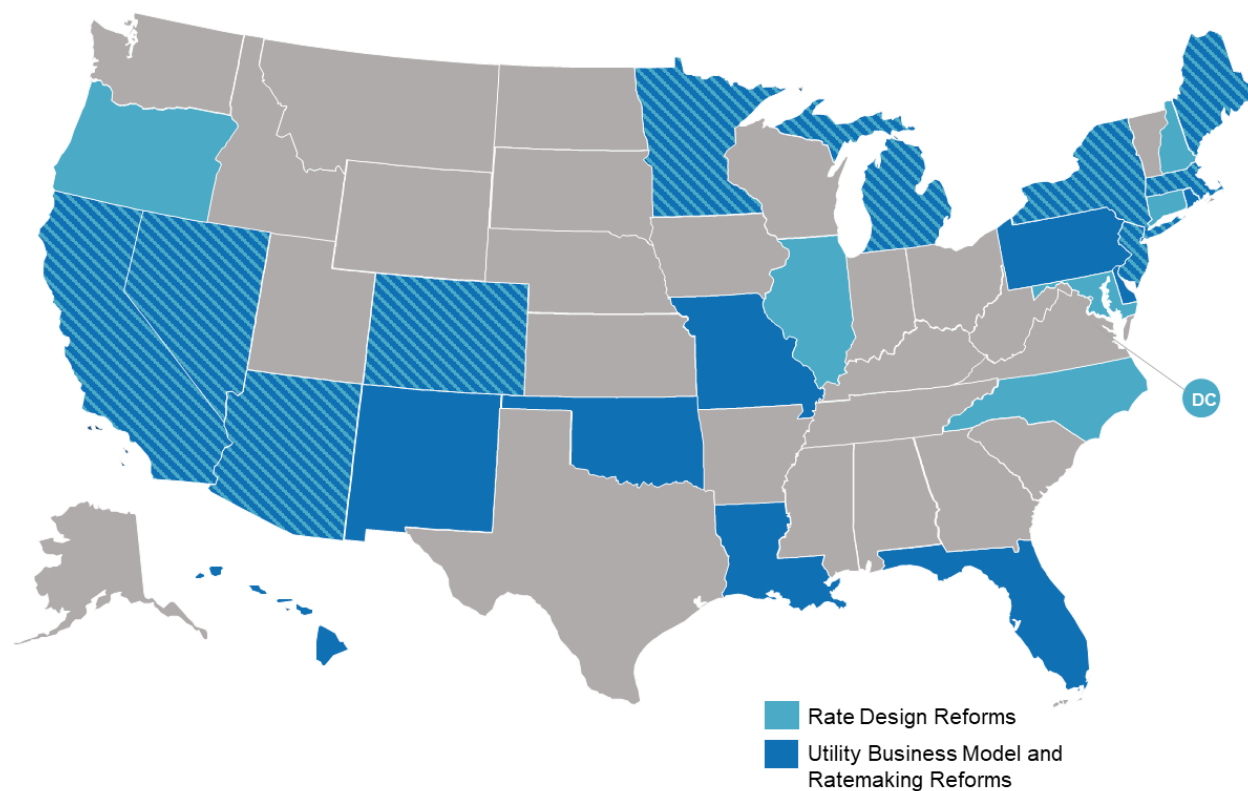 DC
Rate Design Reforms
Utility Business Model and
Ratemaking Reforms